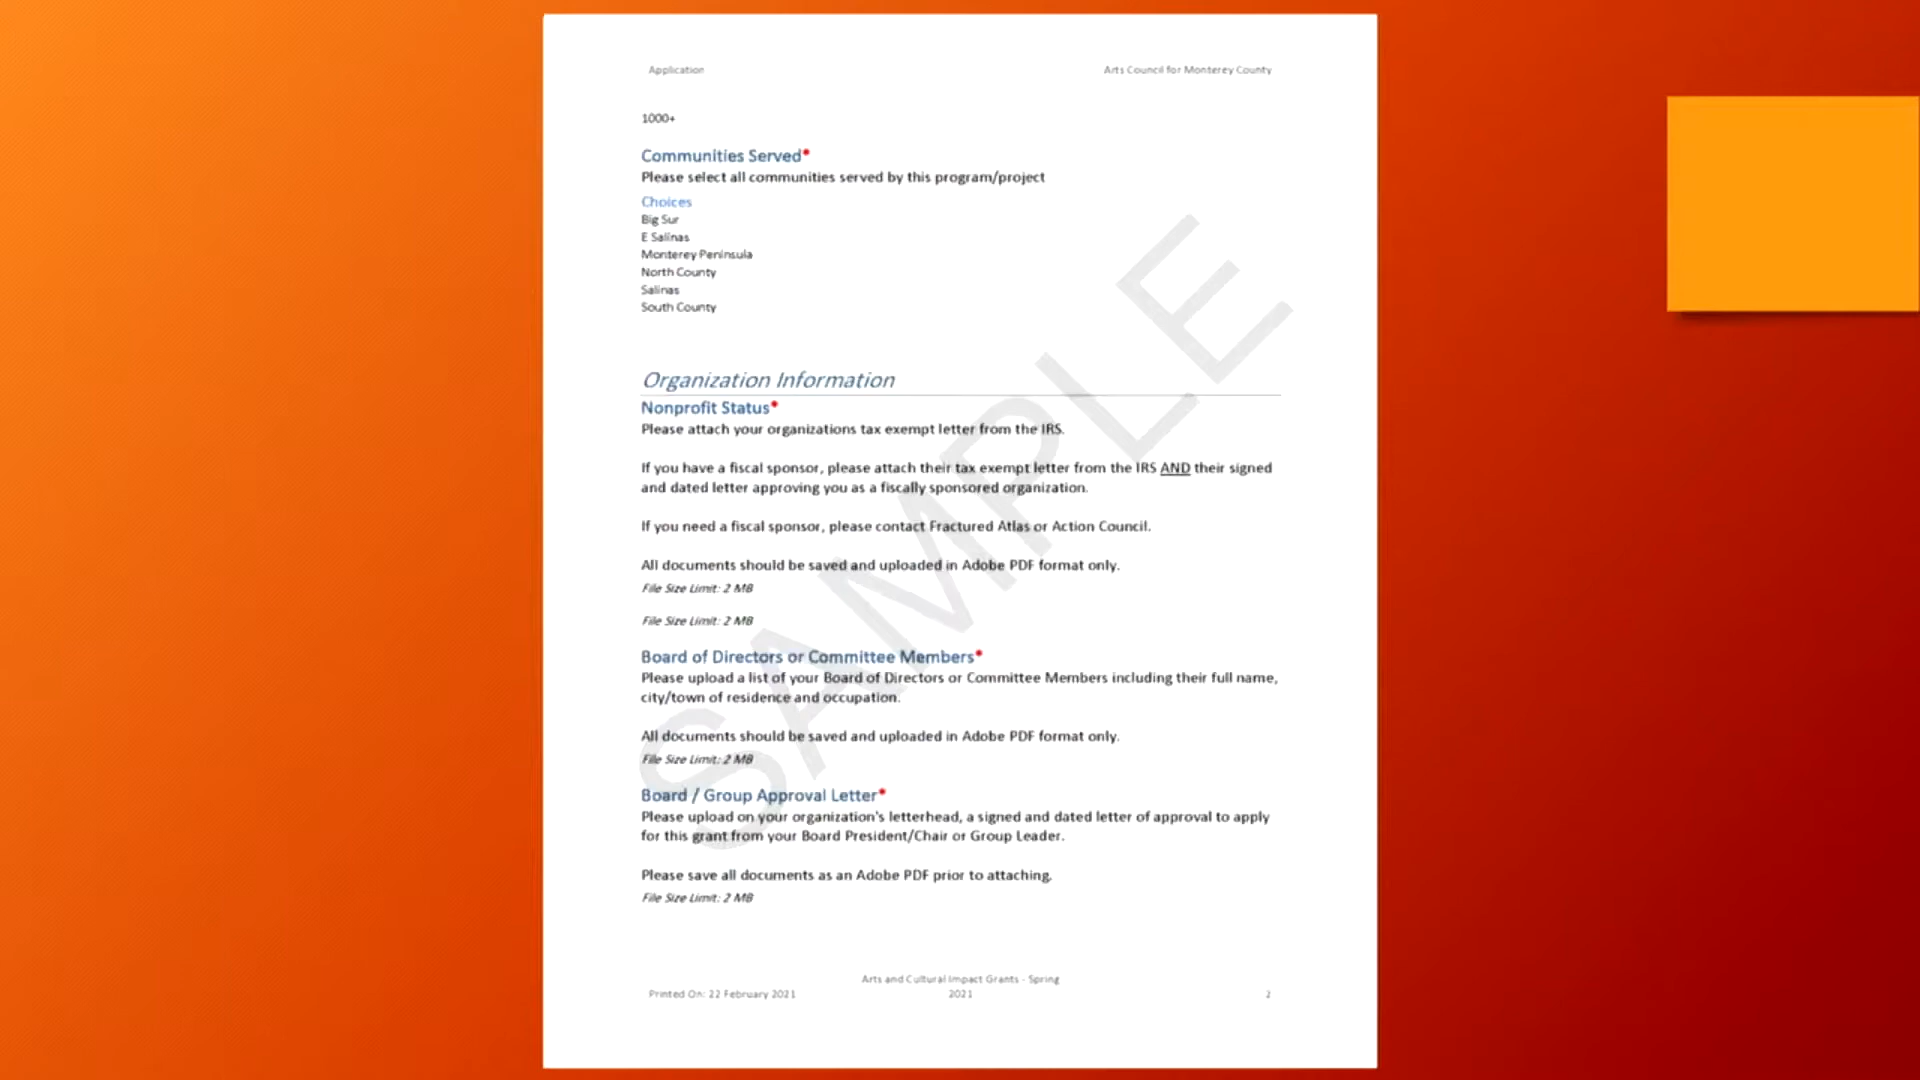 Application
Arts Council for Monterey County
1000+
Communities Served*
Please select all communities served by this program/project
Choices
Big Sur
E Salinas
Monterey Peninsula
North County
Salinas
South County
Organization Information
Nonprofit Status*
Please attach your organizations tax exempt letter from the IRS.
If you have a fiscal sponsor, please attach their tax exempt letter from the IRS AND their signed
and dated letter approving you as a fiscally sponsored organization.
If you need a fiscal sponsor, please contact Fractured Atlas or Action Council.
All documents should be saved and uploaded in Adobe PDF format only.
File Size Limit: 2 MB
File Size Limit: 2 MB
Board of Directors or Committee Members*
Please upload a list of your Board of Directors or Committee Members including their full name,
city/town of residence and occupation.
All documents should be saved and uploaded in Adobe PDF format only.
File Size Limit: 2 MB
Board / Group Approval Letter*
Please upload on your organization's letterhead, a signed and dated letter of approval to apply
for this grant from your Board President/Chair or Group Leader.
Please save all documents as an Adobe PDF prior to attaching.
File Size Limit: 2 MB
SAMPLE
Arts and Cultural Impact Grants - Spring
2021
Printed On: 22 February 2021
2